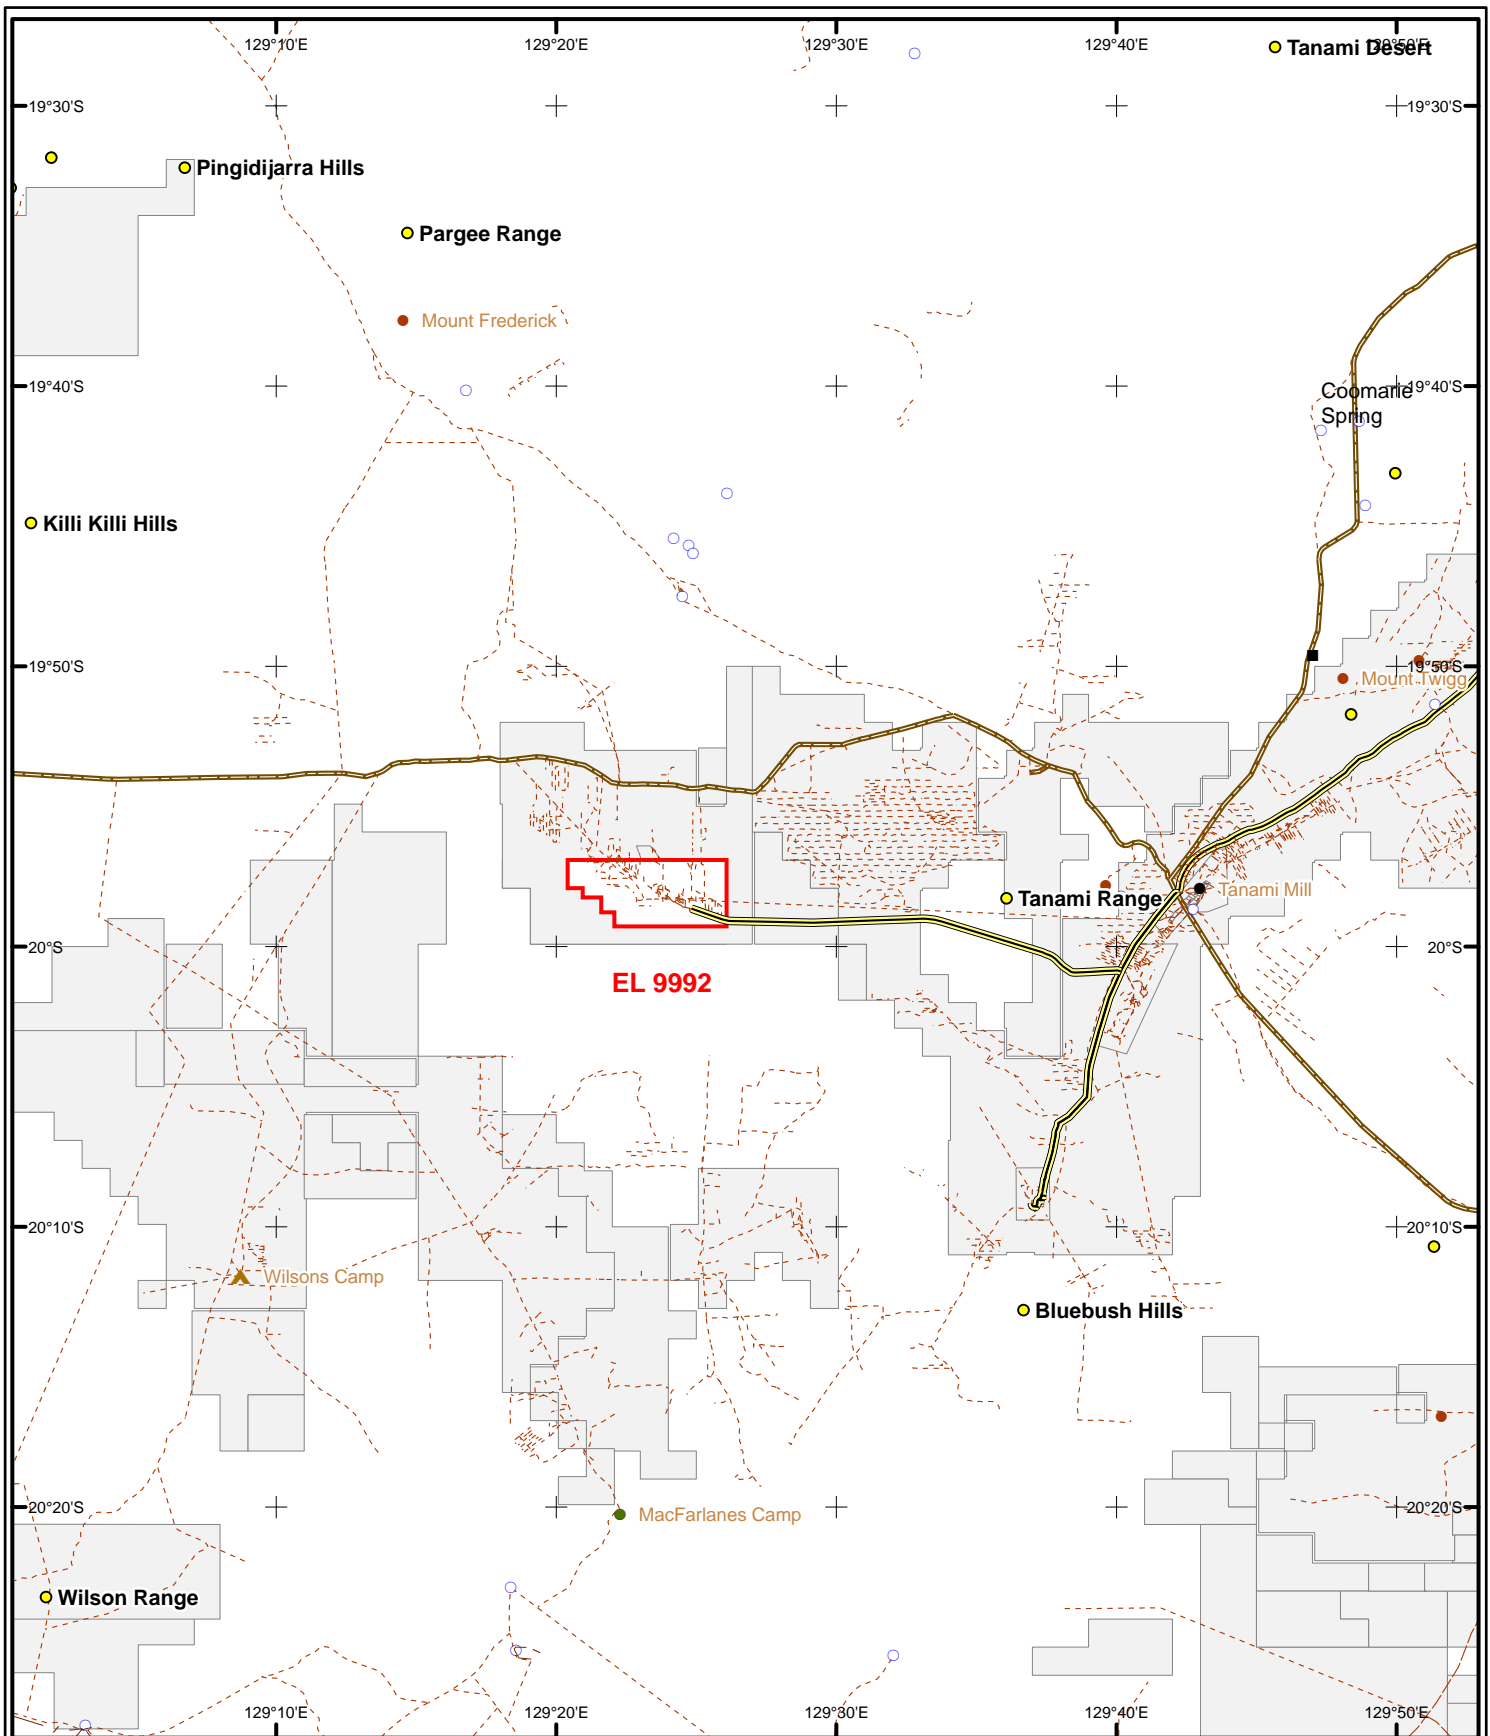 129°10'E
129°20'E
129°30'E
129°40'E
129°50'E
Tanami Desert
19°30'S
19°30'S
Pingidijarra Hills
Pargee Range
Mount Frederick
19°40'S
19°40'S
Coomarie
Spring
Killi Killi Hills
19°50'S
19°50'S
Mount Twigg
Tanami Mill
Tanami Range
20°S
20°S
EL 9992
20°10'S
20°10'S
Wilsons Camp
Bluebush Hills
20°20'S
20°20'S
MacFarlanes Camp
Wilson Range
129°10'E
129°20'E
129°30'E
129°40'E
129°50'E